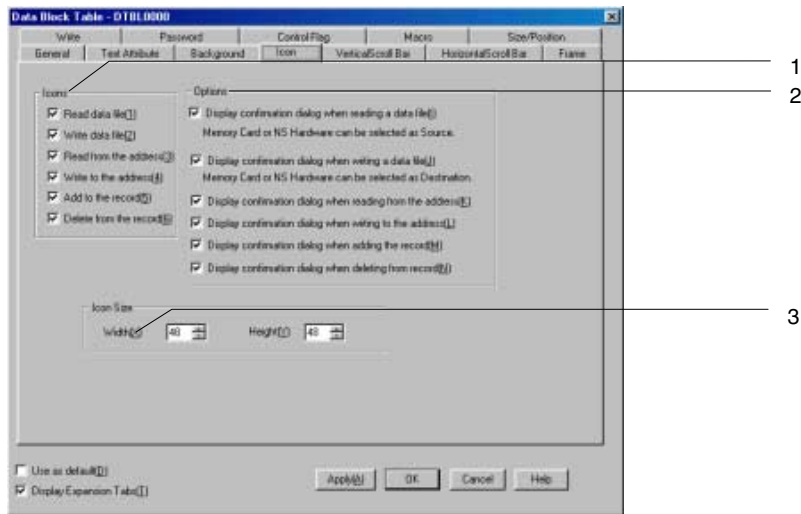 Data Block Table - DTBL0000
Write Password Control Flag Macro Size/Position
General Text Attribute Background Icon VerticalScroll Bar HorizontalScroll Bar Frame
1
2
Icons
Read data file(1)
Write data file(2)
Read from the address(3)
Write to the address(4)
Add to the record(5)
Delete from the record(6)
Options
Display confirmation dialog when reading a data file(I)
Memory Card or NS Hardware can be selected as Source.
Display confirmation dialog when writing a data file(J)
Memory Card or NS Hardware can be selected as Destination.
Display confirmation dialog when reading from the address(K)
Display confirmation dialog when writing to the address(L)
Display confirmation dialog when adding the record(M)
Display confirmation dialog when deleting from record(N)
Icon Size
Width(X) 48 Height(Y) 48
3
Use as default(D)
Display Expansion Tabs(T)
Apply(A) OK Cancel Help